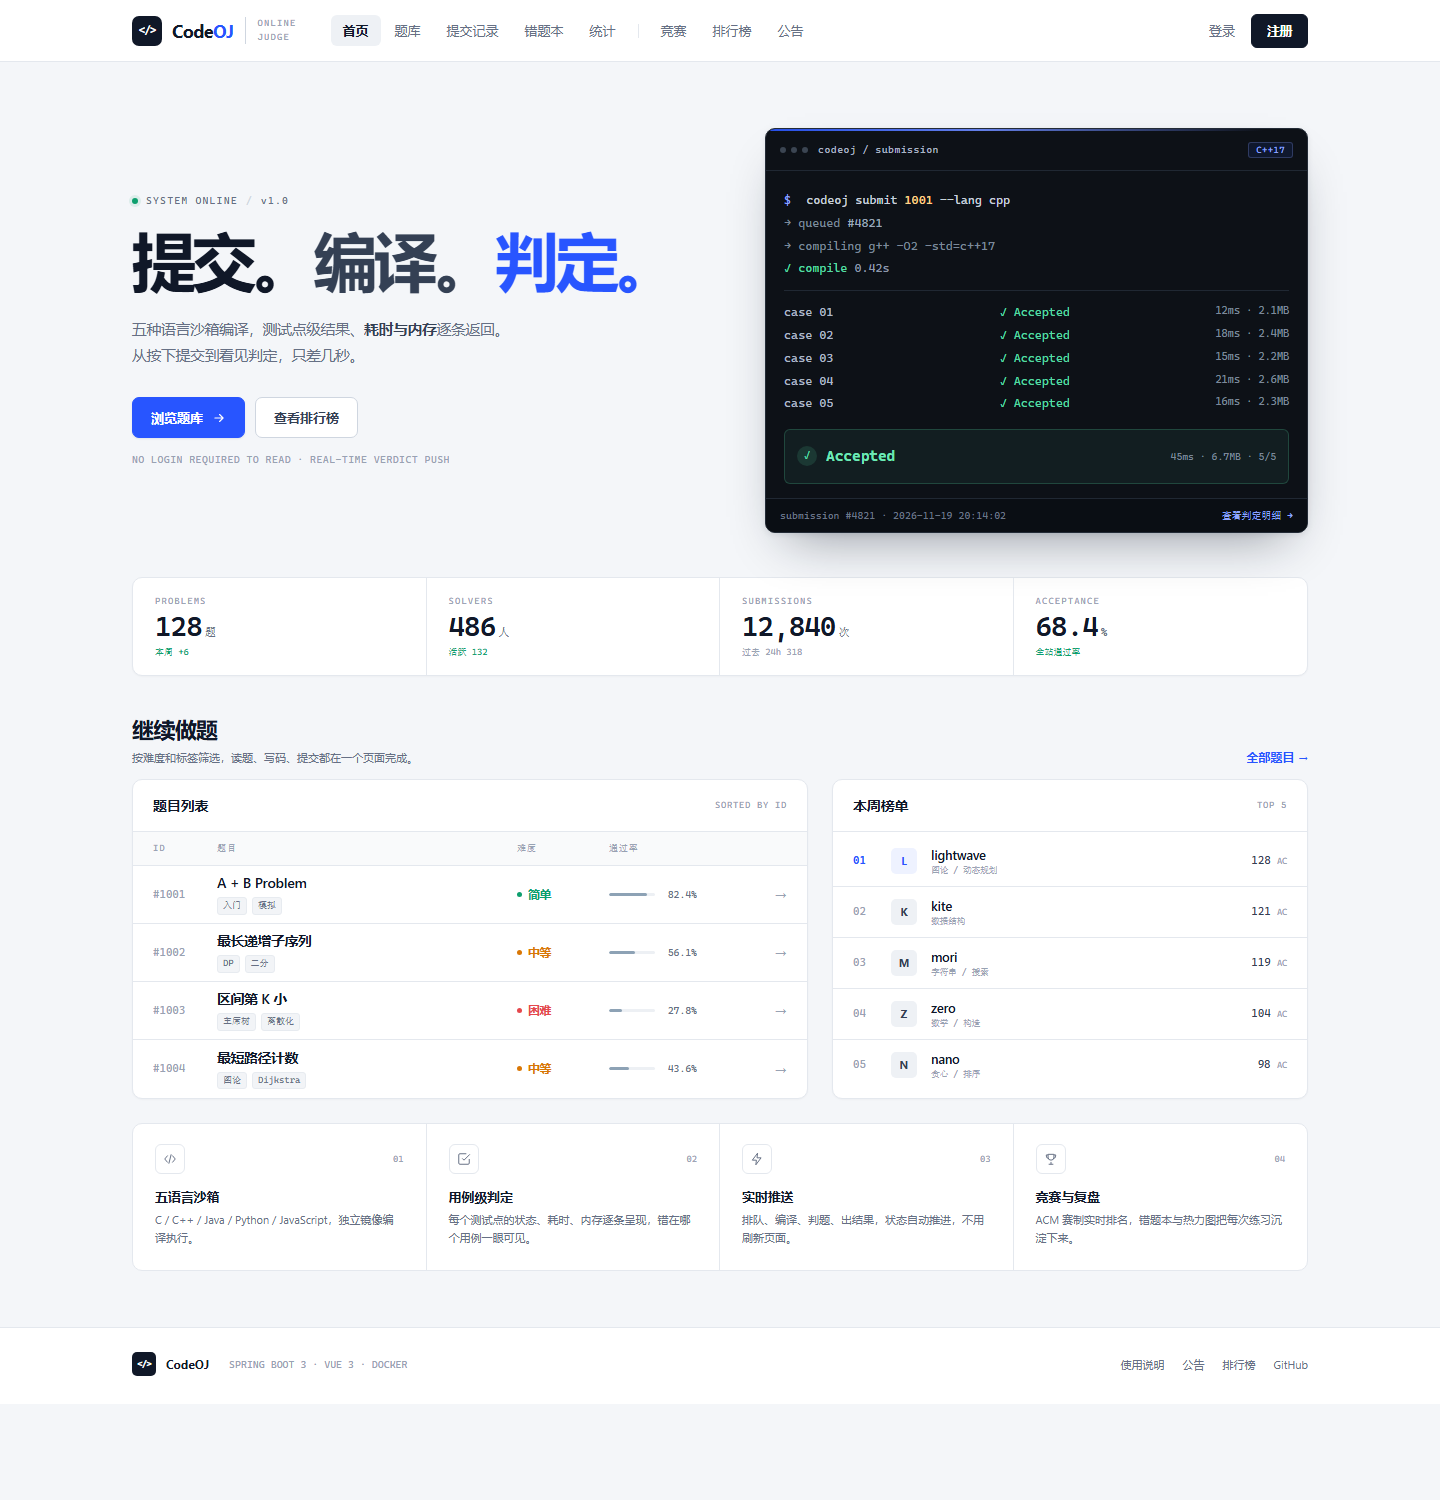 </> CodeOJ ONLINE JUDGE 首页 题库 提交记录 错题本 统计 竞赛 排行榜 公告 登录 注册
SYSTEM ONLINE / v1.0
提交。编译。判定。
五种语言沙箱编译，测试点级结果、耗时与内存逐条返回。
从按下提交到看见判定，只差几秒。
浏览题库 → 查看排行榜
NO LOGIN REQUIRED TO READ · REAL-TIME VERDICT PUSH
codeoj / submission C++17
$ codeoj submit 1001 --lang cpp
→ queued #4821
→ compiling g++ -O2 -std=c++17
✓ compile 0.42s
case 01 ✓ Accepted 12ms · 2.1MB
case 02 ✓ Accepted 18ms · 2.4MB
case 03 ✓ Accepted 15ms · 2.2MB
case 04 ✓ Accepted 21ms · 2.6MB
case 05 ✓ Accepted 16ms · 2.3MB
✓ Accepted 45ms · 6.7MB · 5/5
submission #4821 · 2026-11-19 20:14:02 查看判定明细 →
PROBLEMS
128 题
本周 +6
SOLVERS
486 人
活跃 132
SUBMISSIONS
12,840 次
过去 24h 318
ACCEPTANCE
68.4 %
全站通过率
继续做题
按难度和标签筛选，读题、写码、提交都在一个页面完成。
全部题目 →
题目列表 SORTED BY ID
ID 题目 难度 通过率
#1001 A + B Problem 简单 82.4% →
入门 模拟
#1002 最长递增子序列 中等 56.1% →
DP 二分
#1003 区间第 K 小 困难 27.8% →
主席树 离散化
#1004 最短路径计数 中等 43.6% →
图论 Dijkstra
本周榜单 TOP 5
01 L lightwave 128 AC
图论 / 动态规划
02 K kite 121 AC
数据结构
03 M mori 119 AC
字符串 / 搜索
04 Z zero 104 AC
数学 / 构造
05 N nano 98 AC
贪心 / 排序
01
五语言沙箱
C / C++ / Java / Python / JavaScript，独立镜像编
译执行。
02
用例级判定
每个测试点的状态、耗时、内存逐条呈现，错在哪
个用例一眼可见。
03
实时推送
排队、编译、判题、出结果，状态自动推进，不用
刷新页面。
04
竞赛与复盘
ACM 赛制实时排名，错题本与热力图把每次练习沉
淀下来。
</> CodeOJ SPRING BOOT 3 · VUE 3 · DOCKER 使用说明 公告 排行榜 GitHub